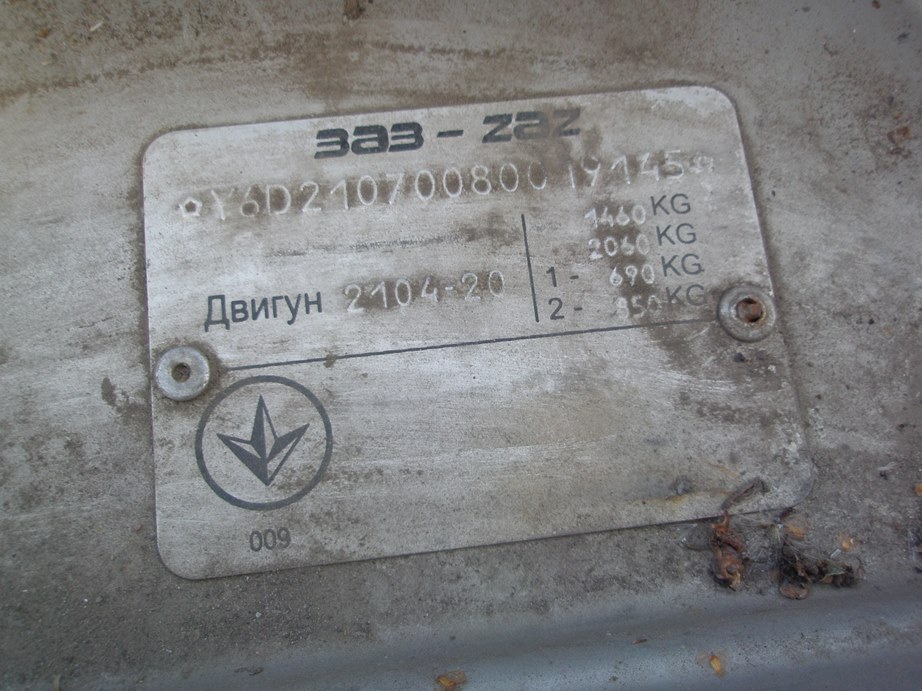 ЗАЗ - ZAZ
Y6D21070080019145
1460 KG
2060 KG
1 - 690 KG
Двигун 2104-20
2 - 850 KG
009